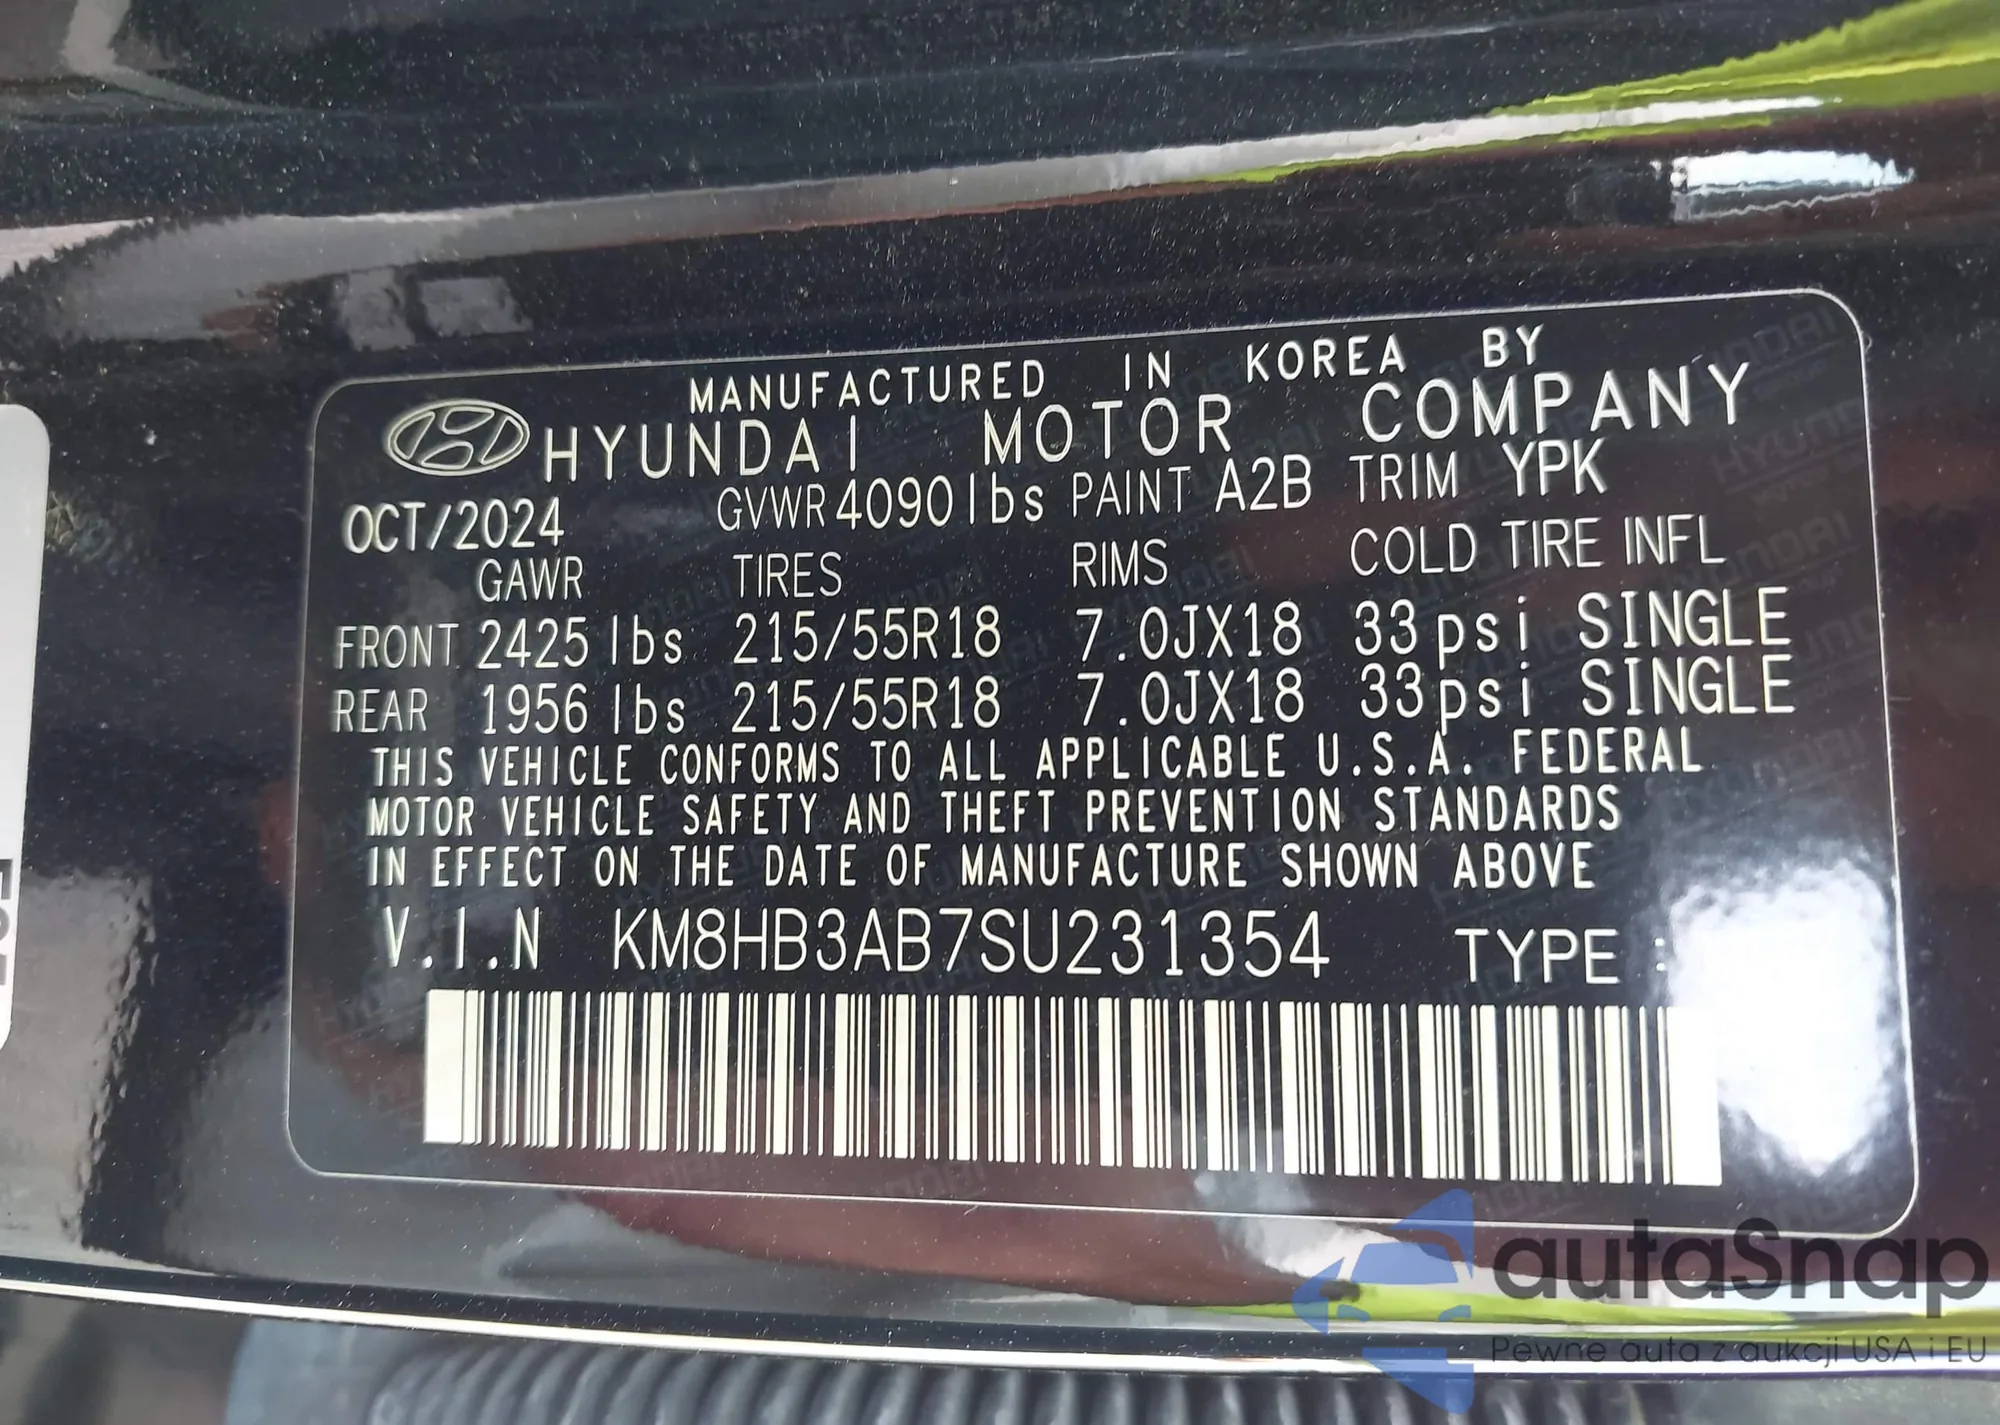 MANUFACTURED IN KOREA BY
HYUNDAI MOTOR COMPANY
OCT/2024 GVWR 4090lbs PAINT A2B TRIM YPK
GAWR TIRES RIMS COLD TIRE INFL
FRONT 2425 lbs 215/55R18 7.0JX18 33psi SINGLE
REAR 1956 lbs 215/55R18 7.0JX18 33psi SINGLE
THIS VEHICLE CONFORMS TO ALL APPLICABLE U.S.A. FEDERAL
MOTOR VEHICLE SAFETY AND THEFT PREVENTION STANDARDS
IN EFFECT ON THE DATE OF MANUFACTURE SHOWN ABOVE
V.I.N KM8HB3AB7SU231354 TYPE :
autaSnap
Pewne auta z aukcji USA i EU